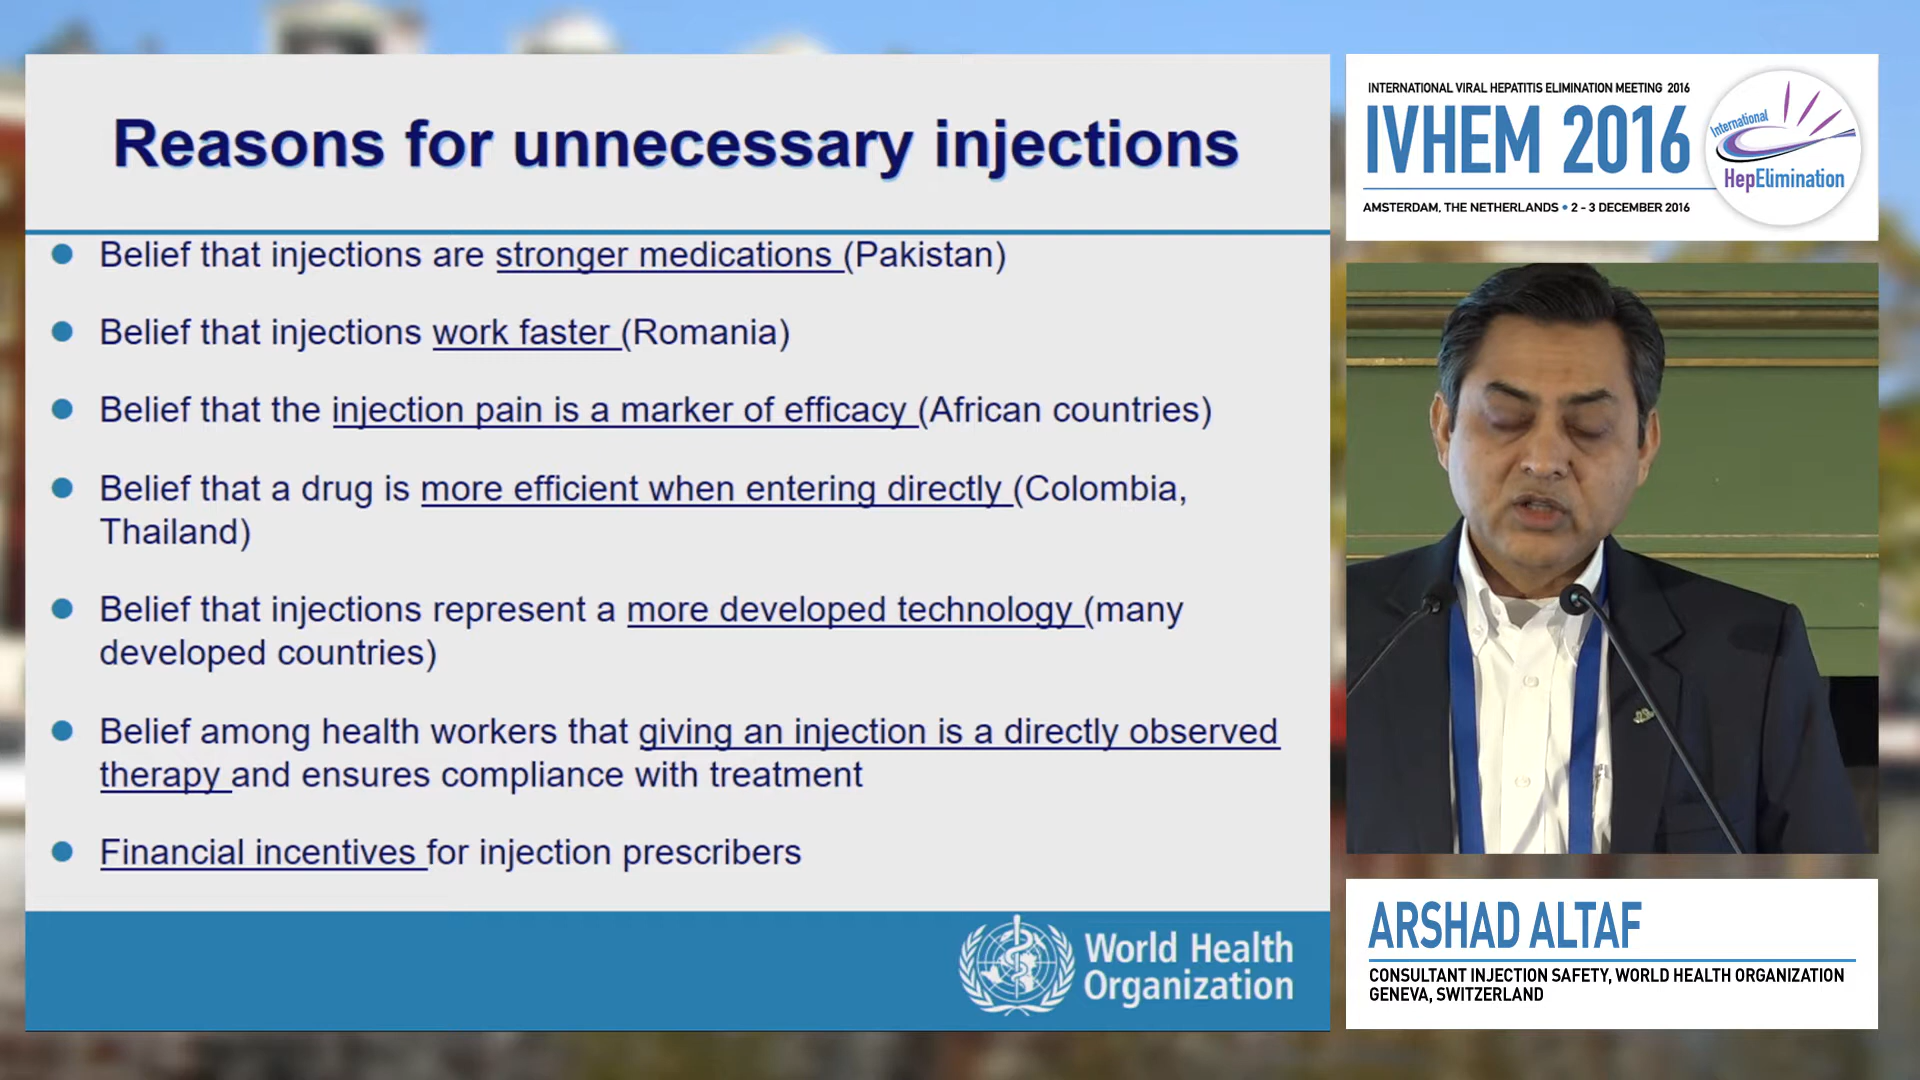 Reasons for unnecessary injections
Belief that injections are stronger medications (Pakistan)
Belief that injections work faster (Romania)
Belief that the injection pain is a marker of efficacy (African countries)
Belief that a drug is more efficient when entering directly (Colombia,
Thailand)
Belief that injections represent a more developed technology (many
developed countries)
Belief among health workers that giving an injection is a directly observed
therapy and ensures compliance with treatment
Financial incentives for injection prescribers
World Health
Organization
INTERNATIONAL VIRAL HEPATITIS ELIMINATION MEETING 2016
IVHEM 2016
AMSTERDAM, THE NETHERLANDS • 2 - 3 DECEMBER 2016
International
HepElimination
ARSHAD ALTAF
CONSULTANT INJECTION SAFETY, WORLD HEALTH ORGANIZATION
GENEVA, SWITZERLAND